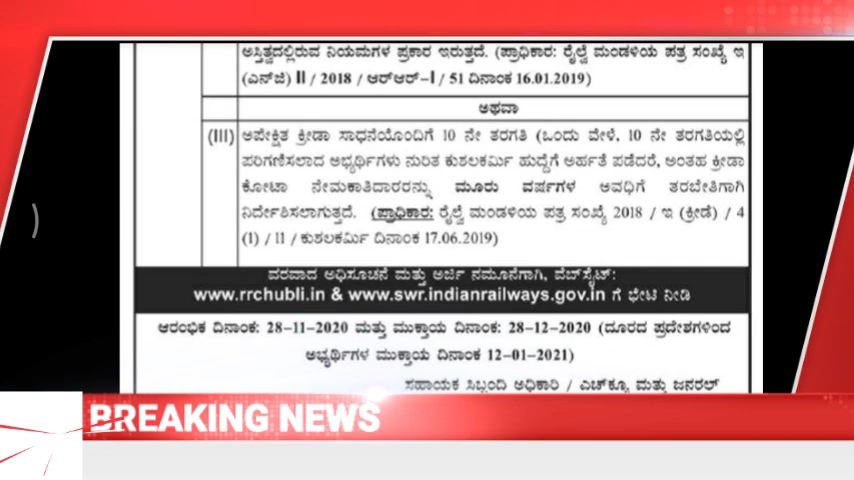 ಅಸ್ತಿತ್ವದಲ್ಲಿರುವ ನಿಯಮಗಳ ಪ್ರಕಾರ ಇರುತ್ತದೆ. (ಪ್ರಾಧಿಕಾರ: ರೈಲ್ವೆ ಮಂಡಳಿಯ ಪತ್ರ ಸಂಖ್ಯೆ ಇ
(ಎನ್‌ಜಿ) II / 2018 / ಆರ್‌ಆರ್–I / 51 ದಿನಾಂಕ 16.01.2019)
ಅಥವಾ
(III) ಅಪೇಕ್ಷಿತ ಕ್ರೀಡಾ ಸಾಧನೆಯೊಂದಿಗೆ 10 ನೇ ತರಗತಿ (ಒಂದು ವೇಳೆ, 10 ನೇ ತರಗತಿಯಲ್ಲಿ
ಪರಿಗಣಿಸಲಾದ ಅಭ್ಯರ್ಥಿಗಳು ನುರಿತ ಕುಶಲಕರ್ಮಿ ಹುದ್ದೆಗೆ ಅರ್ಹತೆ ಪಡೆದರೆ, ಅಂತಹ ಕ್ರೀಡಾ
ಕೋಟಾ ನೇಮಕಾತಿದಾರರನ್ನು ಮೂರು ವರ್ಷಗಳ ಅವಧಿಗೆ ತರಬೇತಿಗಾಗಿ
ನಿರ್ದೇಶಿಸಲಾಗುತ್ತದೆ. (ಪ್ರಾಧಿಕಾರ: ರೈಲ್ವೆ ಮಂಡಳಿಯ ಪತ್ರ ಸಂಖ್ಯೆ 2018 / ಇ (ಕ್ರೀಡೆ) / 4
(1) / 11 / ಕುಶಲಕರ್ಮಿ ದಿನಾಂಕ 17.06.2019)
ವರವಾದ ಅಧಿಸೂಚನೆ ಮತ್ತು ಅರ್ಜಿ ನಮೂನೆಗಾಗಿ, ವೆಬ್‌ಸೈಟ್:
www.rrchubli.in & www.swr.indianrailways.gov.in ಗೆ ಭೇಟಿ ನೀಡಿ
ಆರಂಭಿಕ ದಿನಾಂಕ: 28–11–2020 ಮತ್ತು ಮುಕ್ತಾಯ ದಿನಾಂಕ: 28–12–2020 (ದೂರದ ಪ್ರದೇಶಗಳಿಂದ
ಅಭ್ಯರ್ಥಿಗಳ ಮುಕ್ತಾಯ ದಿನಾಂಕ 12–01–2021)
ಸಹಾಯಕ ಸಿಬ್ಬಂದಿ ಅಧಿಕಾರಿ / ಎಚ್‌ಕ್ಯೂ ಮತ್ತು ಜನರಲ್
BREAKING NEWS